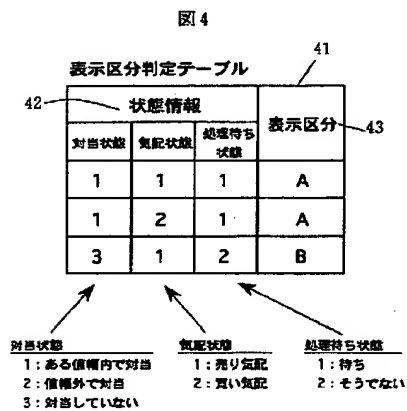 図4
表示区分判定テーブル
41
42
状態情報
表示区分
43
対当状態
気配状態
処理待ち
状態
1 1 1 A
1 2 1 A
3 1 2 B
対当状態
1：ある値幅内で対当
2：値幅外で対当
3：対当していない
気配状態
1：売り気配
2：買い気配
処理待ち状態
1：待ち
2：そうでない